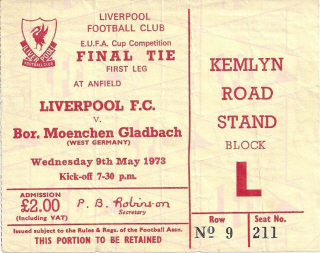 LIVERPOOL
FOOTBALL CLUB
E.U.F.A. Cup Competition
FINAL TIE
FIRST LEG
AT ANFIELD
LIVERPOOL F.C.
v.
Bor. Moenchen Gladbach
(WEST GERMANY)
Wednesday 9th May 1973
Kick-off 7-30 p.m.
ADMISSION
£2.00
(Including VAT)
P. B. Robinson
Secretary
Issued subject to the Rules & Regs. of the Football Assn.
THIS PORTION TO BE RETAINED
KEMLYN
ROAD
STAND
BLOCK
L
Row Seat No.
No 9 211